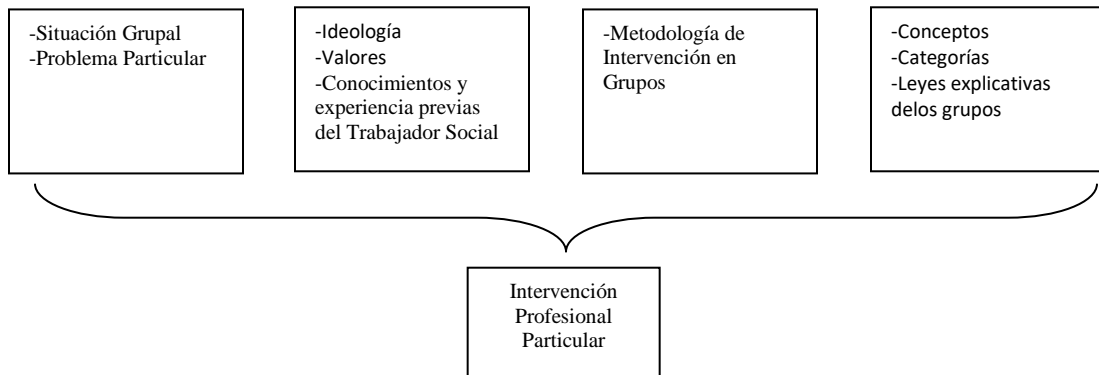 -Situación Grupal
-Problema Particular
-Ideología
-Valores
-Conocimientos y
experiencia previas
del Trabajador Social
-Metodología de
Intervención en
Grupos
-Conceptos
-Categorías
-Leyes explicativas
delos grupos
Intervención
Profesional
Particular